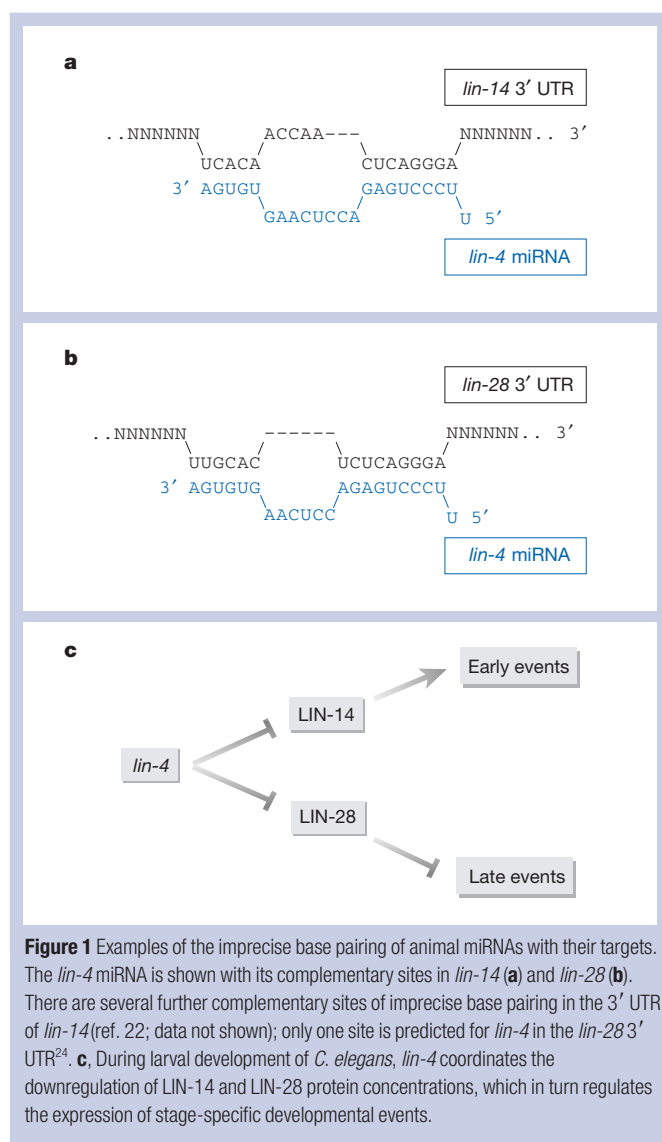 a
lin-14 3′ UTR
..NNNNNN ACCAA--- NNNNNN.. 3′
UCACA CUCAGGGA
3′ AGUGU GAGUCCCU
GAACUCCA U 5′
lin-4 miRNA
b
lin-28 3′ UTR
..NNNNNN ------ NNNNNN.. 3′
UUGCAC UCUCAGGGA
3′ AGUGUG AGAGUCCCU
AACUCC U 5′
lin-4 miRNA
c
Early events
LIN-14
lin-4
LIN-28
Late events
Figure 1 Examples of the imprecise base pairing of animal miRNAs with their targets.
The lin-4 miRNA is shown with its complementary sites in lin-14 (a) and lin-28 (b).
There are several further complementary sites of imprecise base pairing in the 3′ UTR
of lin-14 (ref. 22; data not shown); only one site is predicted for lin-4 in the lin-28 3′
UTR24. c, During larval development of C. elegans, lin-4 coordinates the
downregulation of LIN-14 and LIN-28 protein concentrations, which in turn regulates
the expression of stage-specific developmental events.